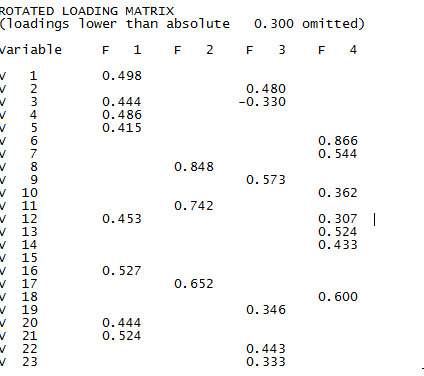 ROTATED LOADING MATRIX
(loadings lower than absolute   0.300 omitted)
Variable   F   1   F   2   F   3   F   4
V   1   0.498
V   2   0.480
V   3   0.444   -0.330
V   4   0.486
V   5   0.415
V   6   0.866
V   7   0.544
V   8   0.848
V   9   0.573
V  10   0.362
V  11   0.742
V  12   0.453   0.307
V  13   0.524
V  14   0.433
V  15
V  16   0.527
V  17   0.652
V  18   0.600
V  19   0.346
V  20   0.444
V  21   0.524
V  22   0.443
V  23   0.333